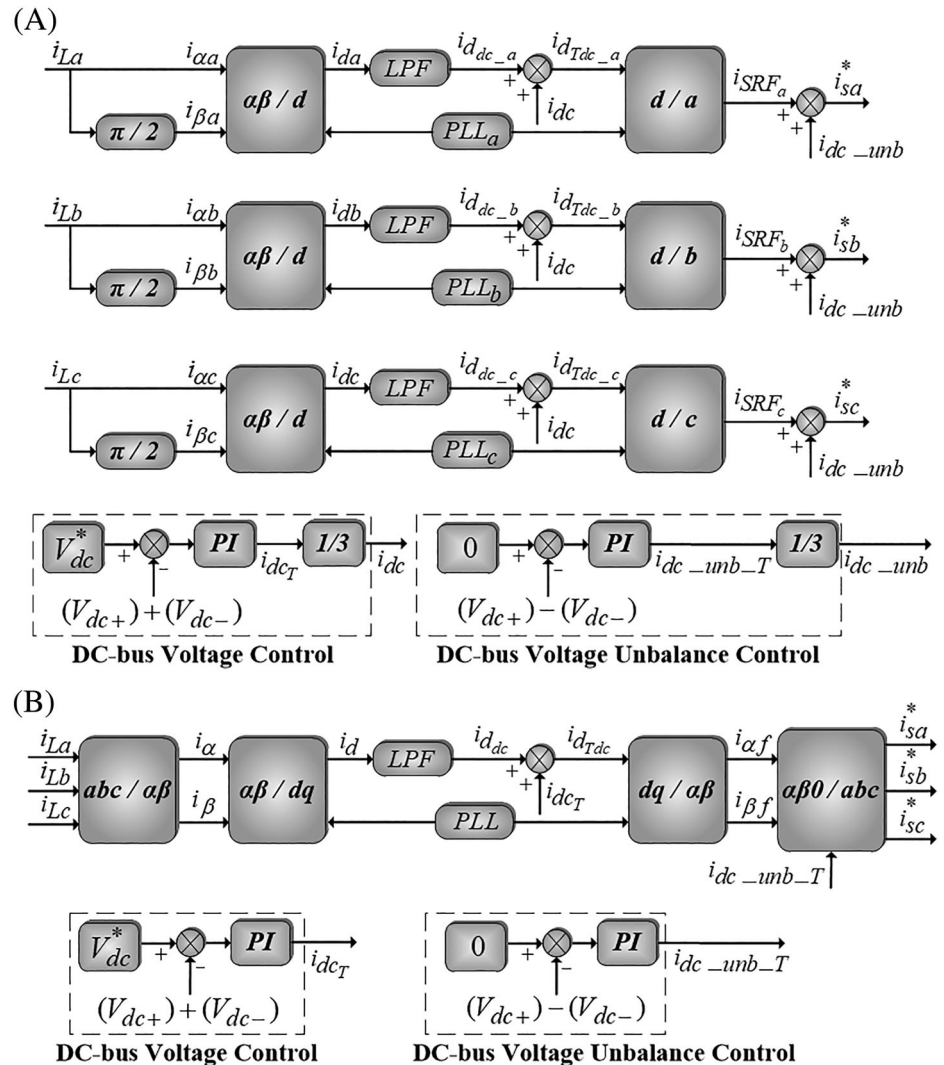 (A)
i_La i_αa αβ / d i_da LPF i_d_dc_a i_d_Tdc_a d / a i_SRF_a i*_sa
+ + i_dc + +
π / 2 i_βa PLL_a i_dc_unb
i_Lb i_αb αβ / d i_db LPF i_d_dc_b i_d_Tdc_b d / b i_SRF_b i*_sb
+ + i_dc + +
π / 2 i_βb PLL_b i_dc_unb
i_Lc i_αc αβ / d i_dc LPF i_d_dc_c i_d_Tdc_c d / c i_SRF_c i*_sc
+ + i_dc + +
π / 2 i_βc PLL_c i_dc_unb
V*_dc + - PI i_dc_T 1/3 i_dc
(V_dc+)+(V_dc-)
DC-bus Voltage Control
0 + - PI i_dc_unb_T 1/3 i_dc_unb
(V_dc+)-(V_dc-)
DC-bus Voltage Unbalance Control
(B)
i_La i_Lb i_Lc abc / αβ i_α i_β αβ / dq i_d LPF i_d_dc + + i_dc_T i_d_Tdc PLL dq / αβ i_αf i_βf αβ0 / abc i*_sa i*_sb i*_sc
i_dc_unb_T
V*_dc + - PI i_dc_T
(V_dc+)+(V_dc-)
DC-bus Voltage Control
0 + - PI i_dc_unb_T
(V_dc+)-(V_dc-)
DC-bus Voltage Unbalance Control